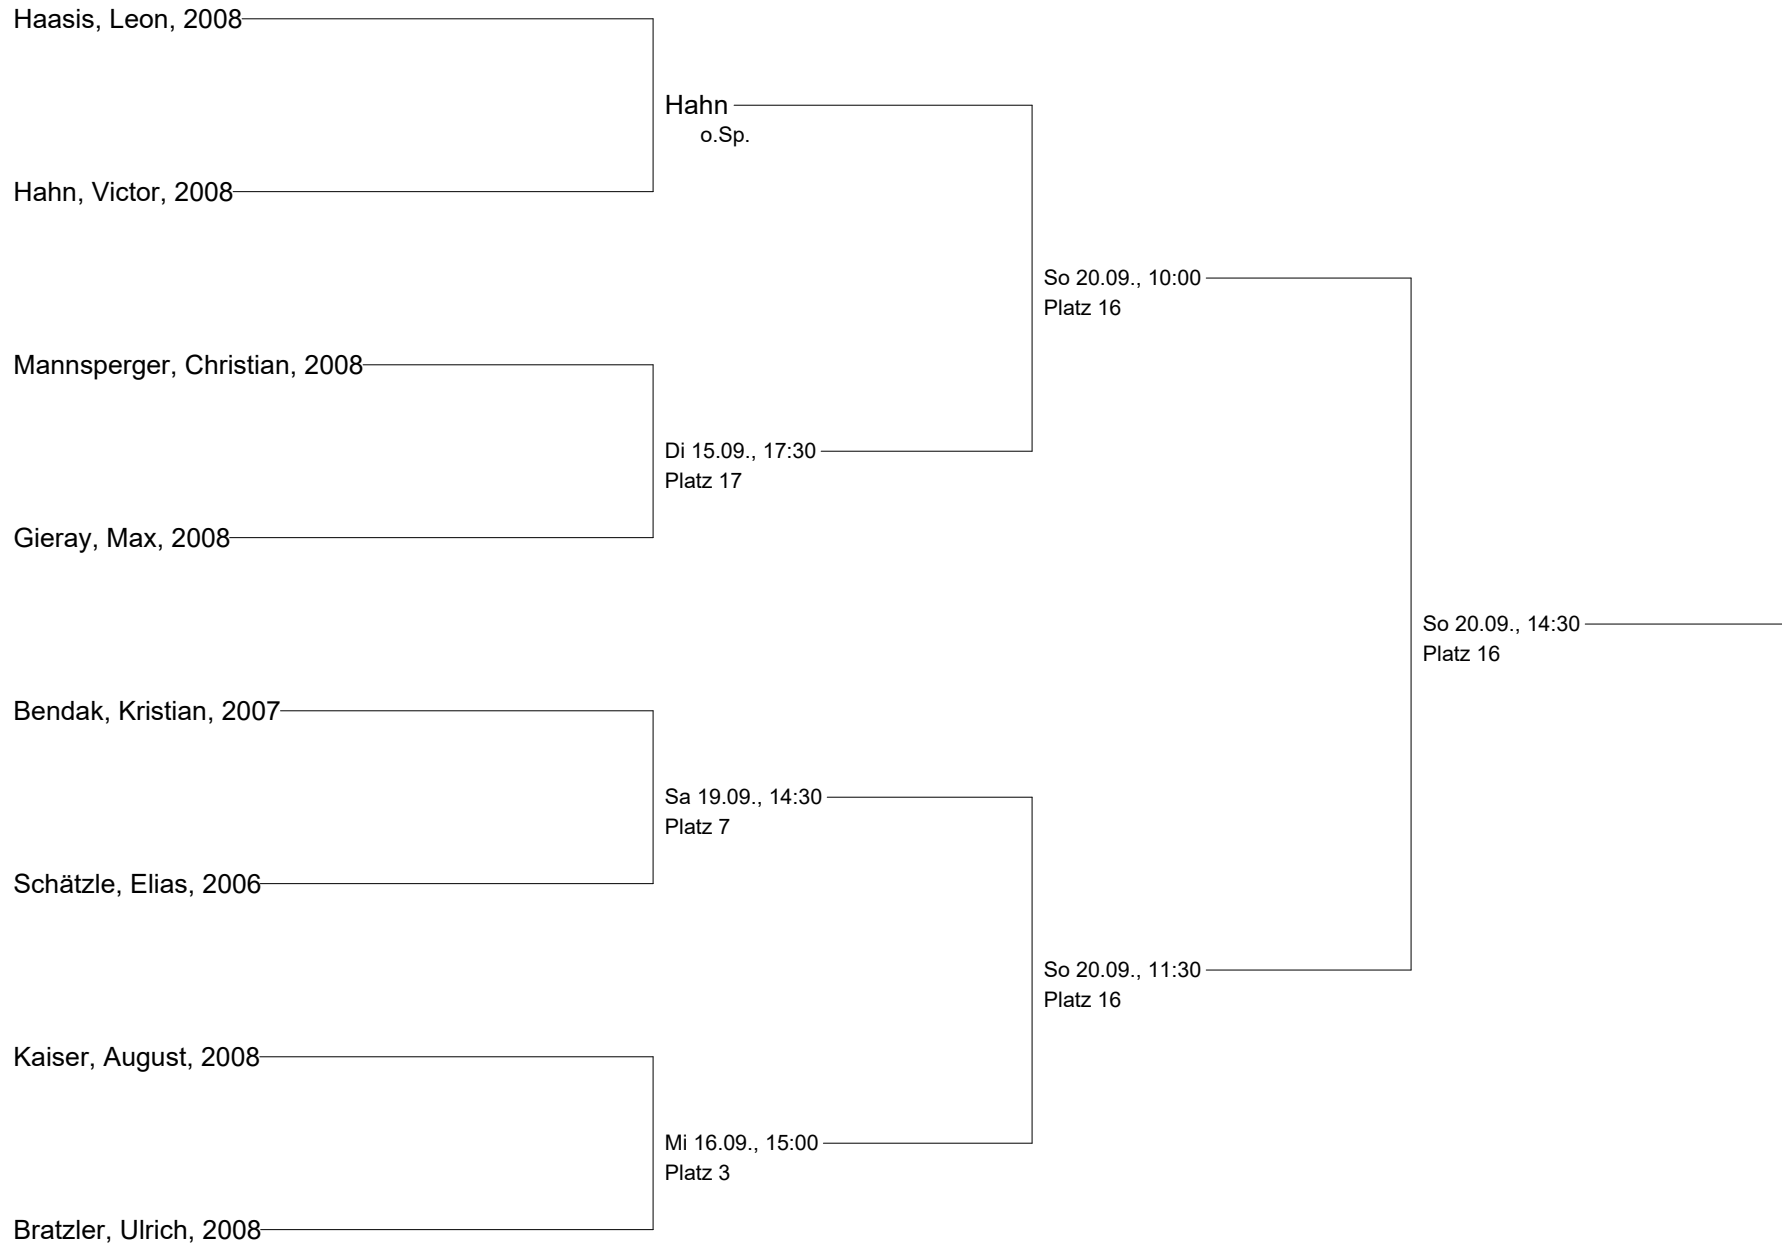 Haasis, Leon, 2008
Hahn
o.Sp.
Hahn, Victor, 2008
So 20.09., 10:00
Platz 16
Mannsperger, Christian, 2008
Di 15.09., 17:30
Platz 17
Gieray, Max, 2008
So 20.09., 14:30
Platz 16
Bendak, Kristian, 2007
Sa 19.09., 14:30
Platz 7
Schätzle, Elias, 2006
So 20.09., 11:30
Platz 16
Kaiser, August, 2008
Mi 16.09., 15:00
Platz 3
Bratzler, Ulrich, 2008